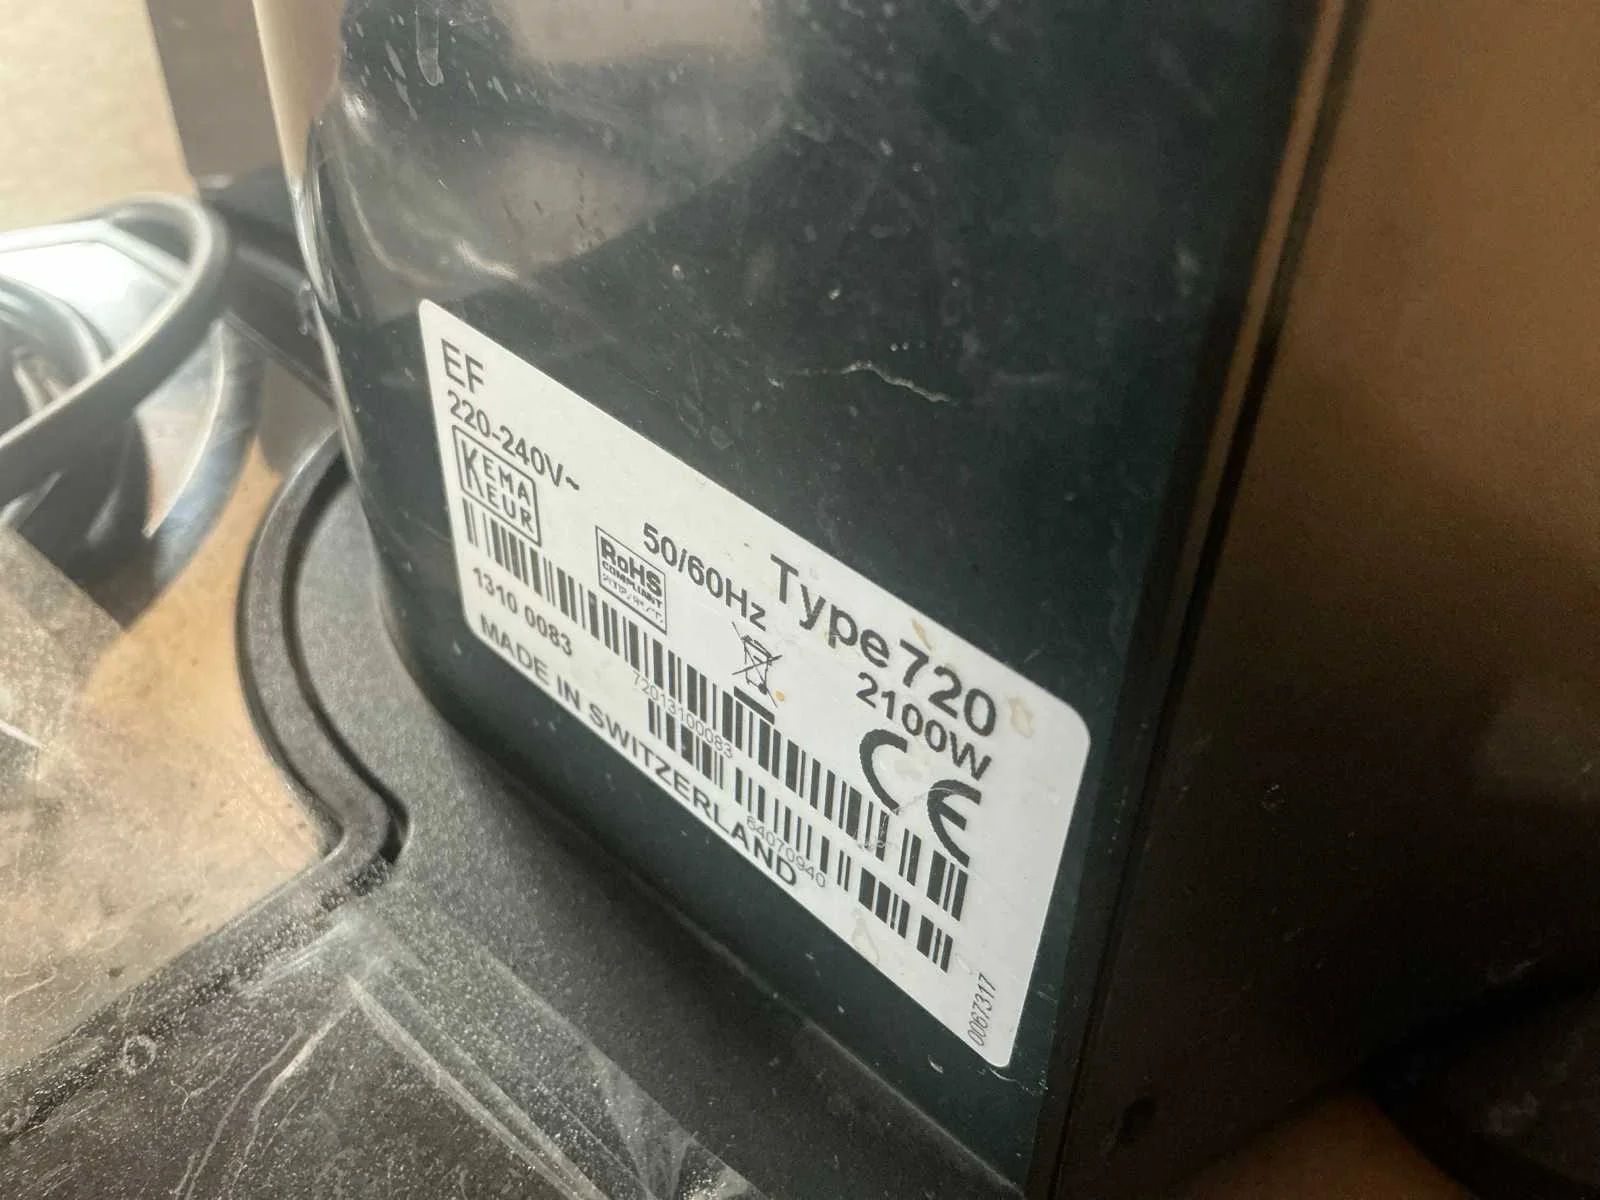 EF
Type 720
220-240V~
50/60Hz
2100W
KEMA
KEUR
RoHS
COMPLIANT
CE
1310 0083
72013100083
64070940
MADE IN SWITZERLAND
0067317